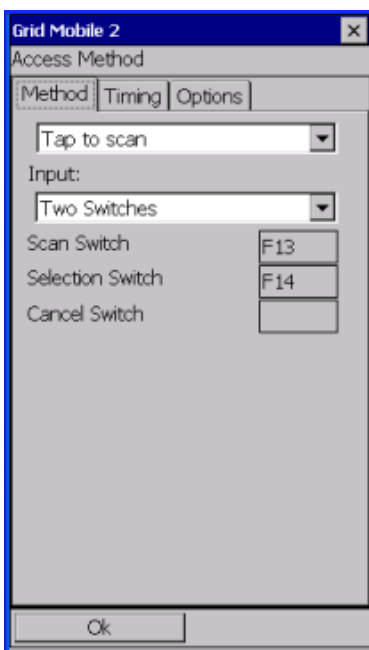 Grid Mobile 2
Access Method
Method Timing Options
Tap to scan
Input:
Two Switches
Scan Switch F13
Selection Switch F14
Cancel Switch
Ok